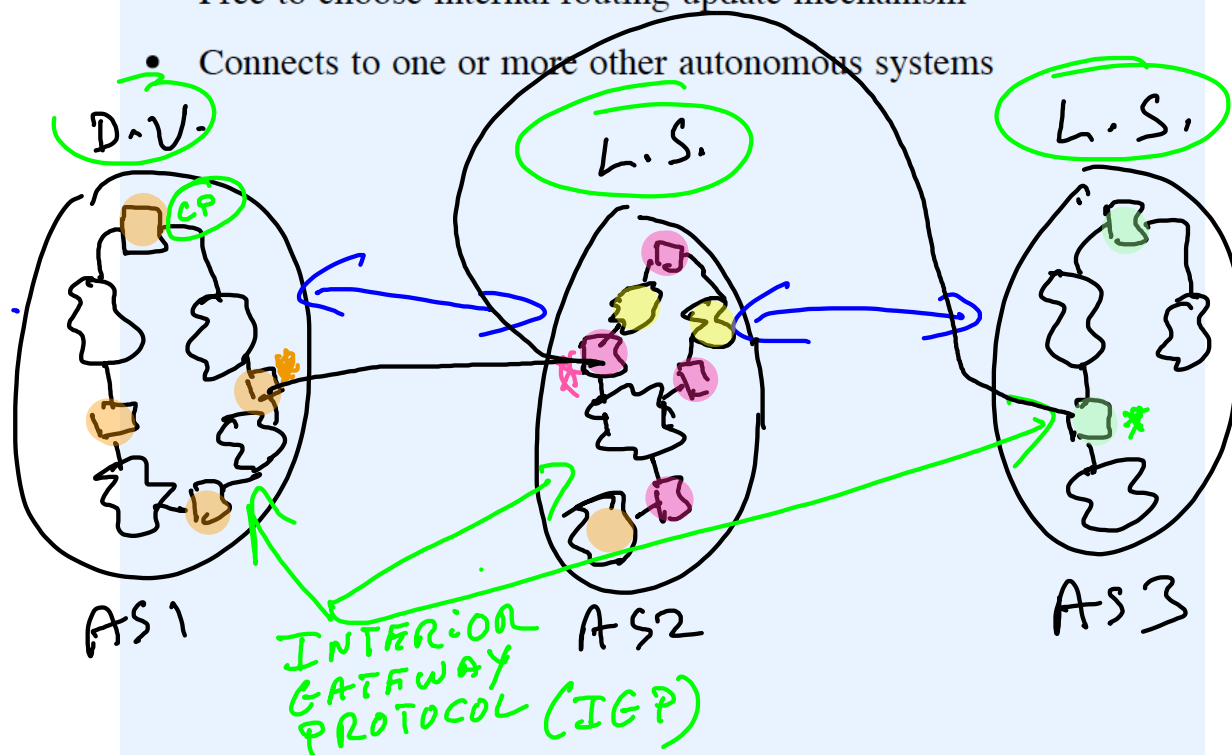 Free to choose internal routing update mechanism
• Connects to one or more other autonomous systems
D.V.
L.S.
L.S.
CP
AS1
AS2
AS3
INTERIOR
GATEWAY
PROTOCOL (IGP)